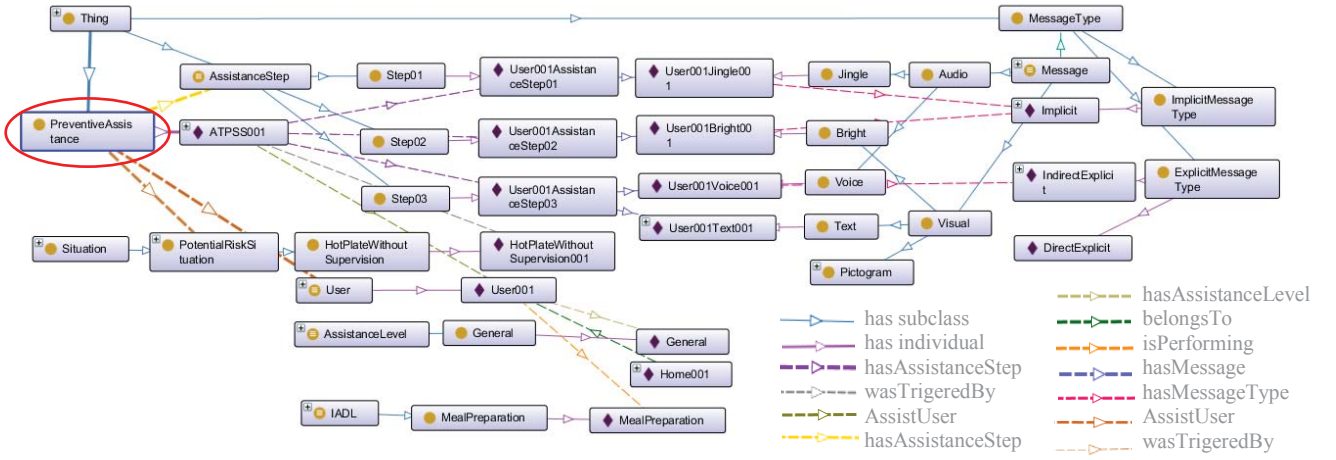 Thing
MessageType
AssistanceStep
Step01
User001Assistan
ceStep01
User001Jingle00
1
Jingle
Audio
Message
PreventiveAssis
tance
ATPSS001
Step02
User001Assistan
ceStep02
User001Bright00
1
Bright
Implicit
ImplicitMessage
Type
Step03
User001Assistan
ceStep03
User001Voice001
Voice
IndirectExplici
t
ExplicitMessage
Type
User001Text001
Text
Visual
DirectExplicit
Situation
PotentialRiskSi
tuation
HotPlateWithout
Supervision
HotPlateWithout
Supervision001
Pictogram
User
User001
AssistanceLevel
General
General
Home001
IADL
MealPreparation
MealPreparation
has subclass
has individual
hasAssistanceStep
wasTrigeredBy
AssistUser
hasAssistanceStep
hasAssistanceLevel
belongsTo
isPerforming
hasMessage
hasMessageType
AssistUser
wasTrigeredBy